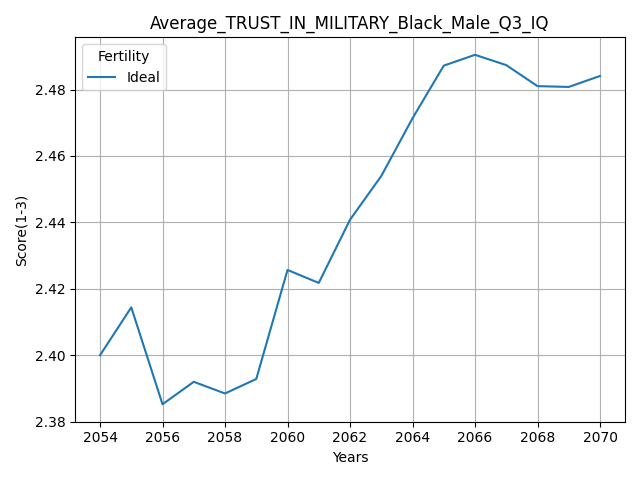 Average_TRUST_IN_MILITARY_Black_Male_Q3_IQ
Fertility
Ideal
2.48
2.46
2.44
2.42
2.40
2.38
Score(1-3)
2054 2056 2058 2060 2062 2064 2066 2068 2070
Years